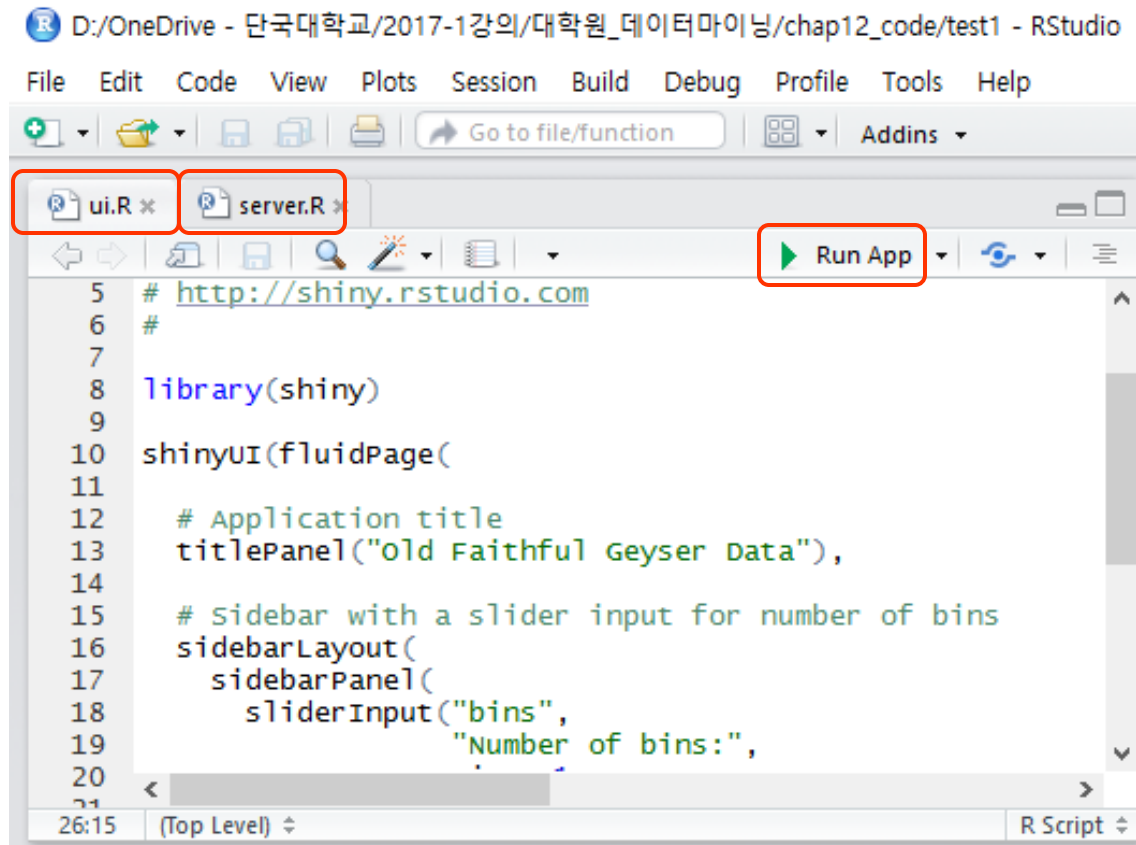 D:/OneDrive - 단국대학교/2017-1강의/대학원_데이터마이닝/chap12_code/test1 - RStudio
File Edit Code View Plots Session Build Debug Profile Tools Help
Go to file/function Addins
ui.R server.R
Run App
5 # http://shiny.rstudio.com
6 #
7
8 library(shiny)
9
10 shinyUI(fluidPage(
11
12 # Application title
13 titlePanel("Old Faithful Geyser Data"),
14
15 # Sidebar with a slider input for number of bins
16 sidebarLayout(
17 sidebarPanel(
18 sliderInput("bins",
19 "Number of bins:",
20
26:15 (Top Level) R Script